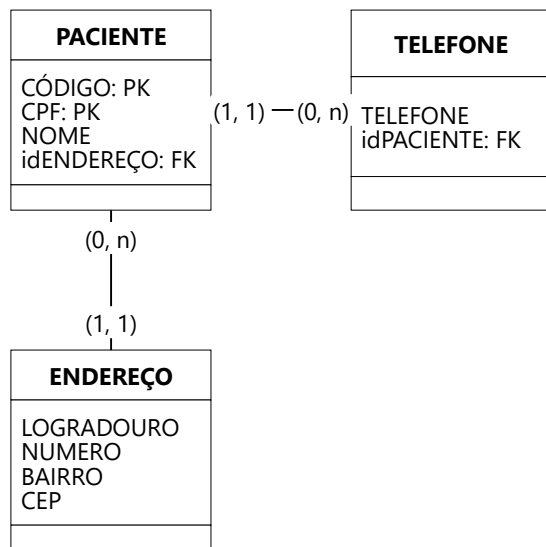 PACIENTE
CÓDIGO: PK
CPF: PK
NOME
idENDEREÇO: FK
(1, 1)
(0, n)
TELEFONE
TELEFONE
idPACIENTE: FK
(0, n)
(1, 1)
ENDEREÇO
LOGRADOURO
NUMERO
BAIRRO
CEP